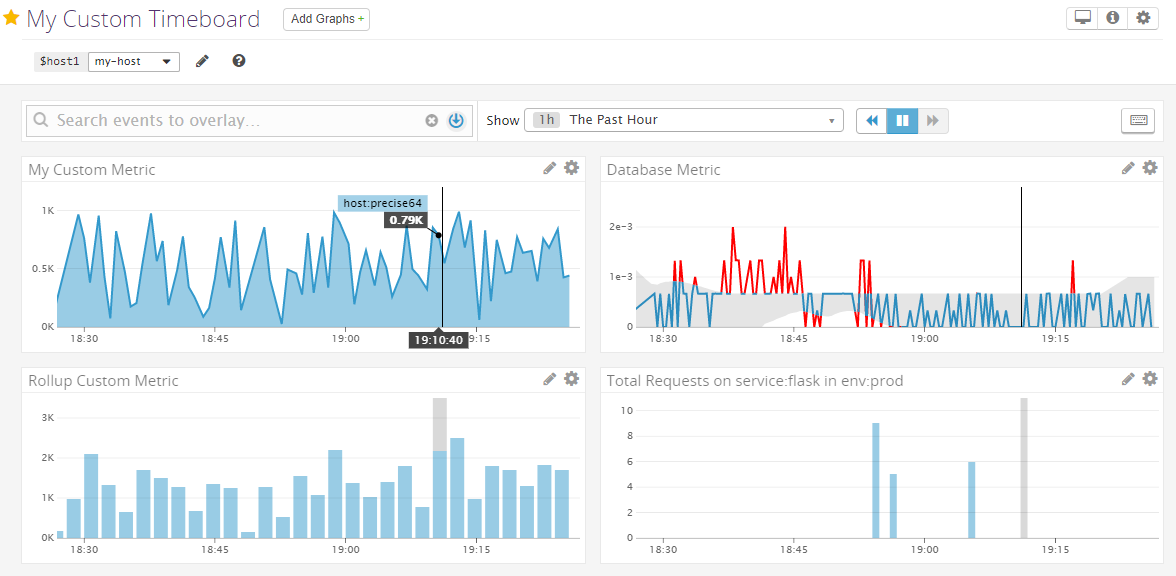 My Custom Timeboard
Add Graphs +
$host1 my-host
Search events to overlay...
Show 1h The Past Hour
My Custom Metric
host:precise64
0.79K
1K
0.5K
0K
18:30 18:45 19:00 19:10:40 19:15
Database Metric
2e-3
1e-3
0
18:30 18:45 19:00 19:15
Rollup Custom Metric
3K
2K
1K
0K
18:30 18:45 19:00 19:15
Total Requests on service:flask in env:prod
10
8
6
4
2
0
18:30 18:45 19:00 19:15